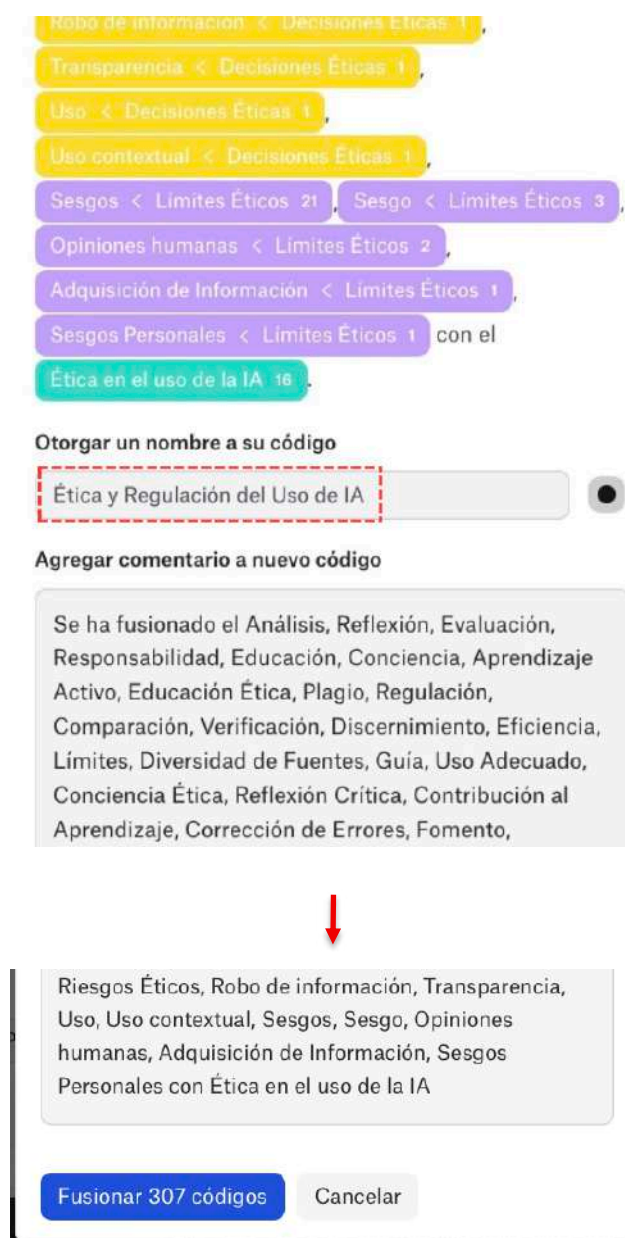 Robo de información < Decisiones Éticas 1 ,
Transparencia < Decisiones Éticas 1 ,
Uso < Decisiones Éticas 1 ,
Uso contextual < Decisiones Éticas 1 ,
Sesgos < Límites Éticos 21 , Sesgo < Límites Éticos 3 ,
Opiniones humanas < Límites Éticos 2 ,
Adquisición de Información < Límites Éticos 1 ,
Sesgos Personales < Límites Éticos 1 con el
Ética en el uso de la IA 16 .
Otorgar un nombre a su código
Ética y Regulación del Uso de IA
Agregar comentario a nuevo código
Se ha fusionado el Análisis, Reflexión, Evaluación,
Responsabilidad, Educación, Conciencia, Aprendizaje
Activo, Educación Ética, Plagio, Regulación,
Comparación, Verificación, Discernimiento, Eficiencia,
Límites, Diversidad de Fuentes, Guía, Uso Adecuado,
Conciencia Ética, Reflexión Crítica, Contribución al
Aprendizaje, Corrección de Errores, Fomento,
Riesgos Éticos, Robo de información, Transparencia,
Uso, Uso contextual, Sesgos, Sesgo, Opiniones
humanas, Adquisición de Información, Sesgos
Personales con Ética en el uso de la IA
Fusionar 307 códigos Cancelar